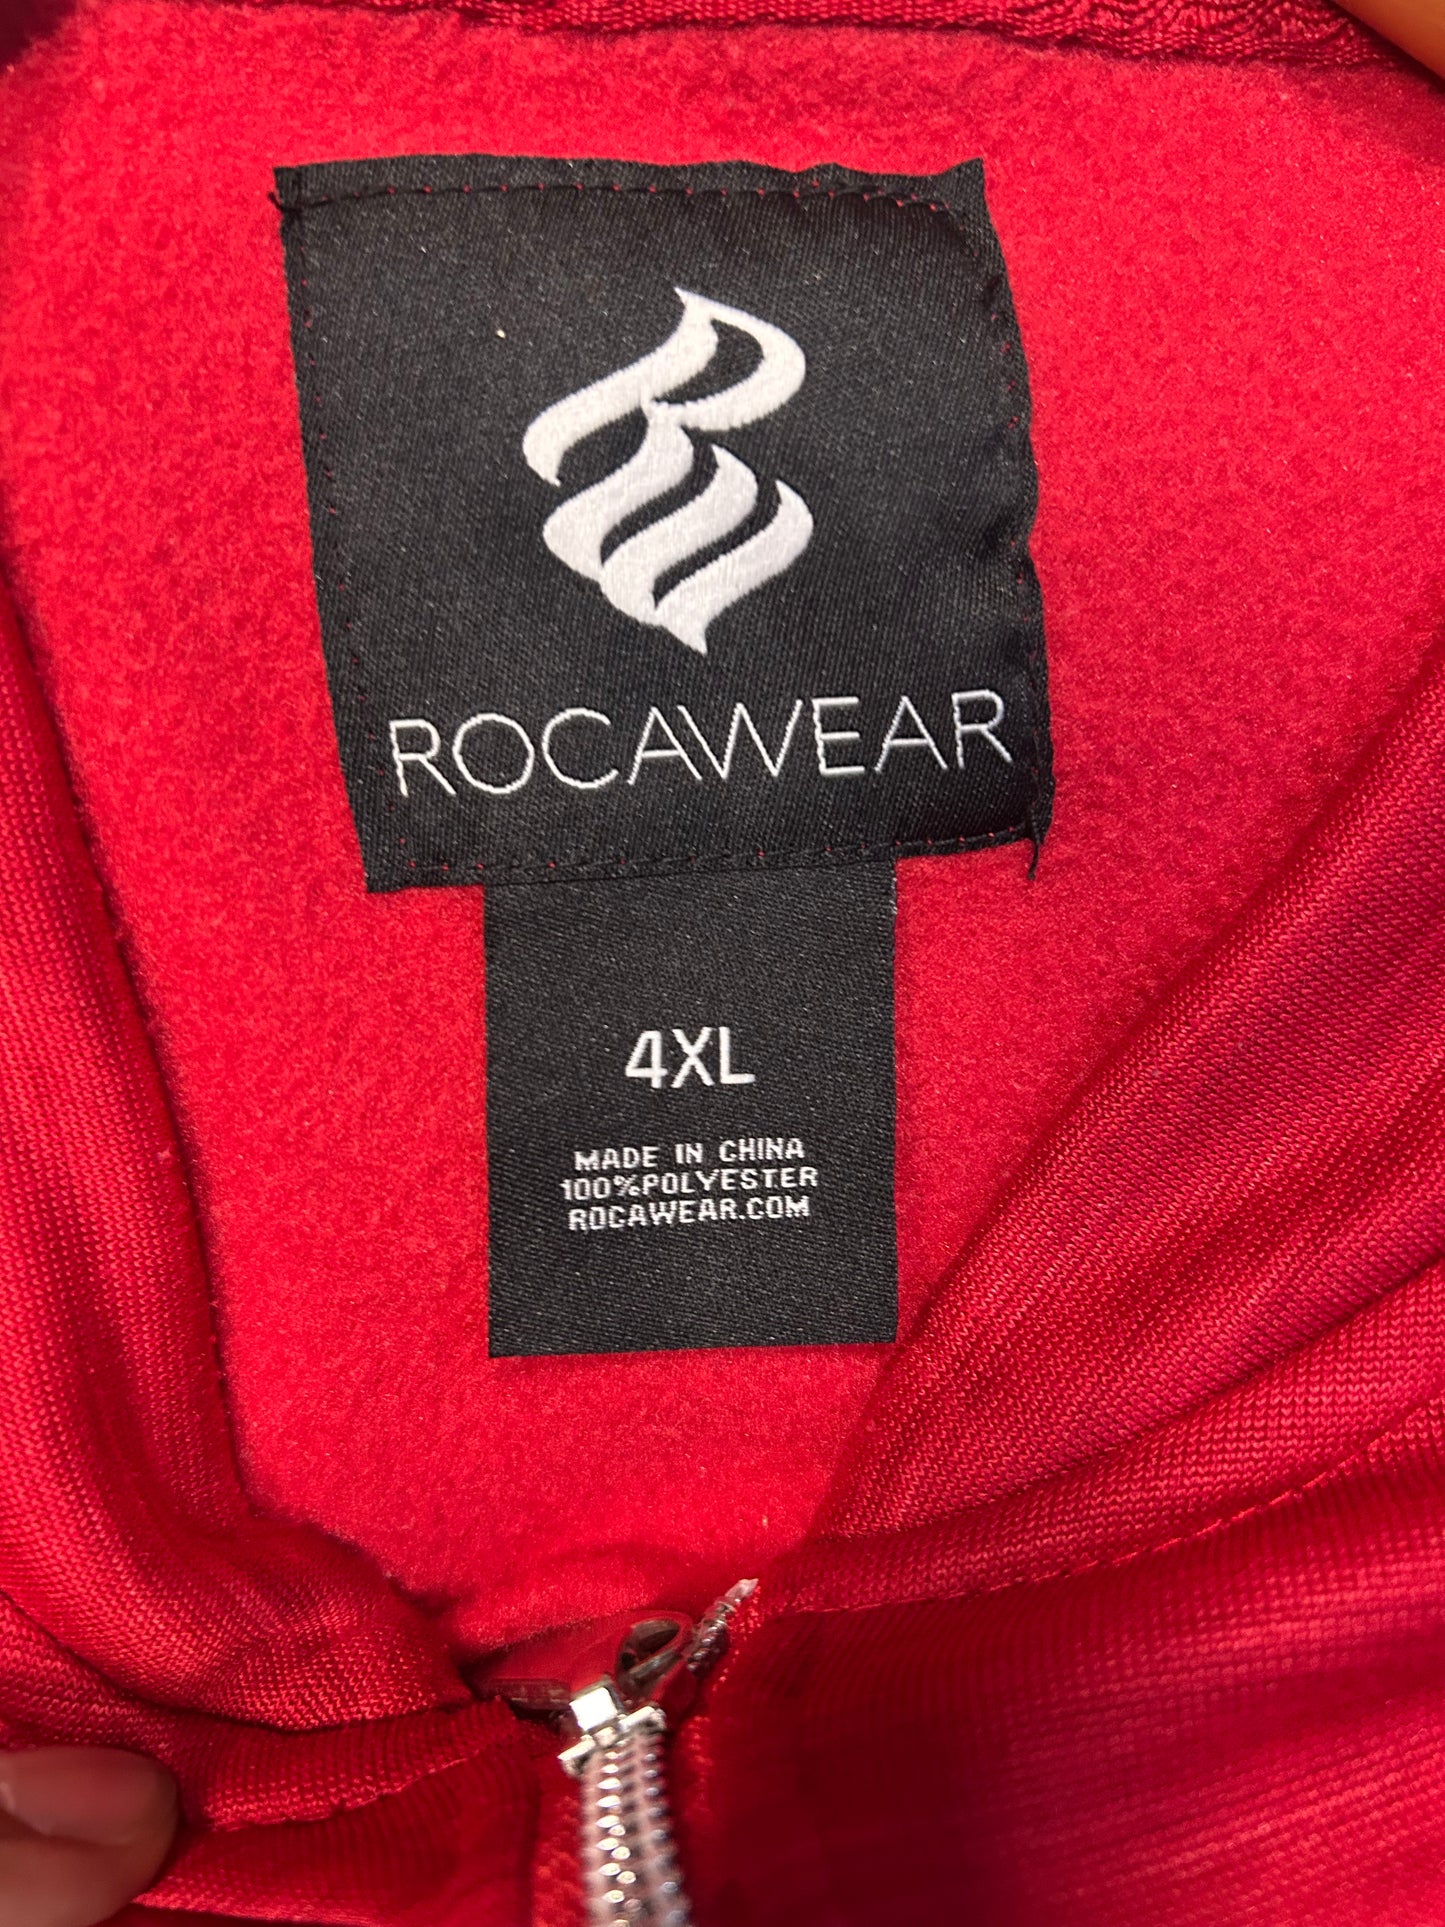 ROCAWEAR
4XL
MADE IN CHINA
100%POLYESTER
ROCAWEAR.COM